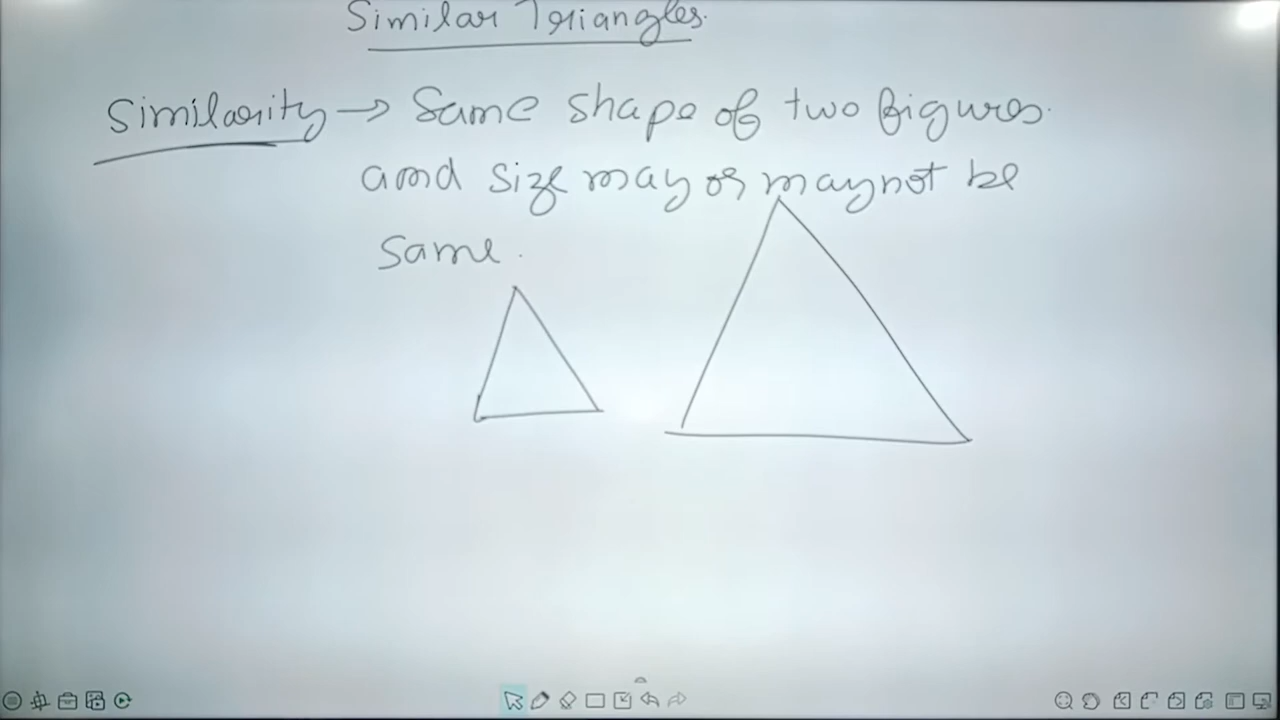 Similar Triangles.
Similarity → Same shape of two figures.
and size may or may not be
same.